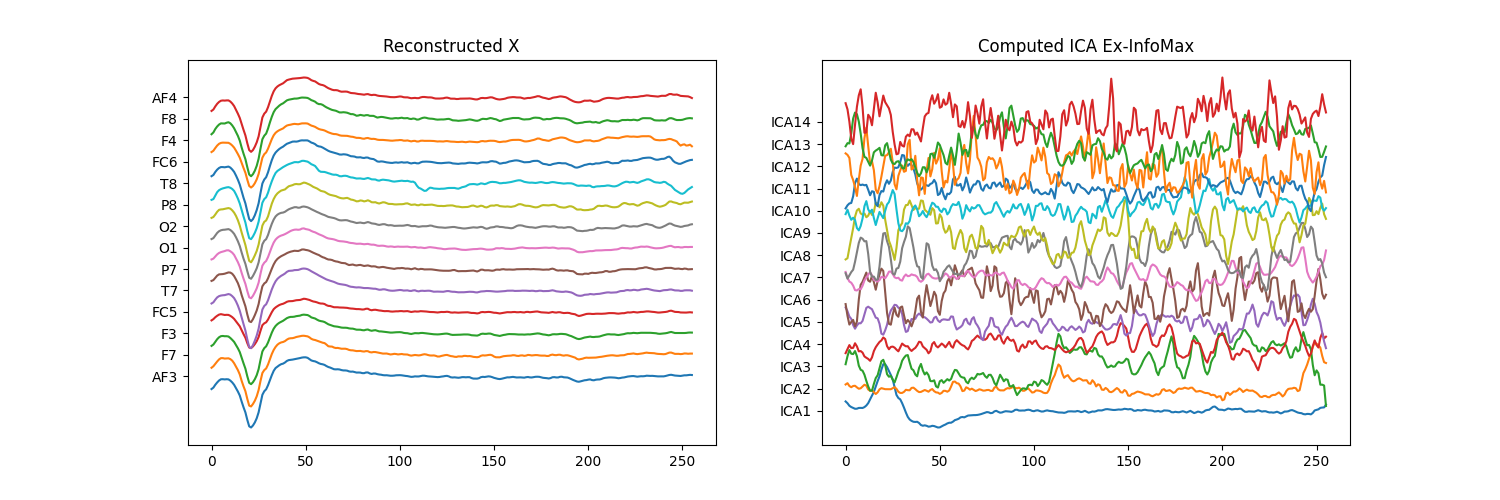 Reconstructed X
AF4
F8
F4
FC6
T8
P8
O2
O1
P7
T7
FC5
F3
F7
AF3
0 50 100 150 200 250
Computed ICA Ex-InfoMax
ICA14
ICA13
ICA12
ICA11
ICA10
ICA9
ICA8
ICA7
ICA6
ICA5
ICA4
ICA3
ICA2
ICA1
0 50 100 150 200 250